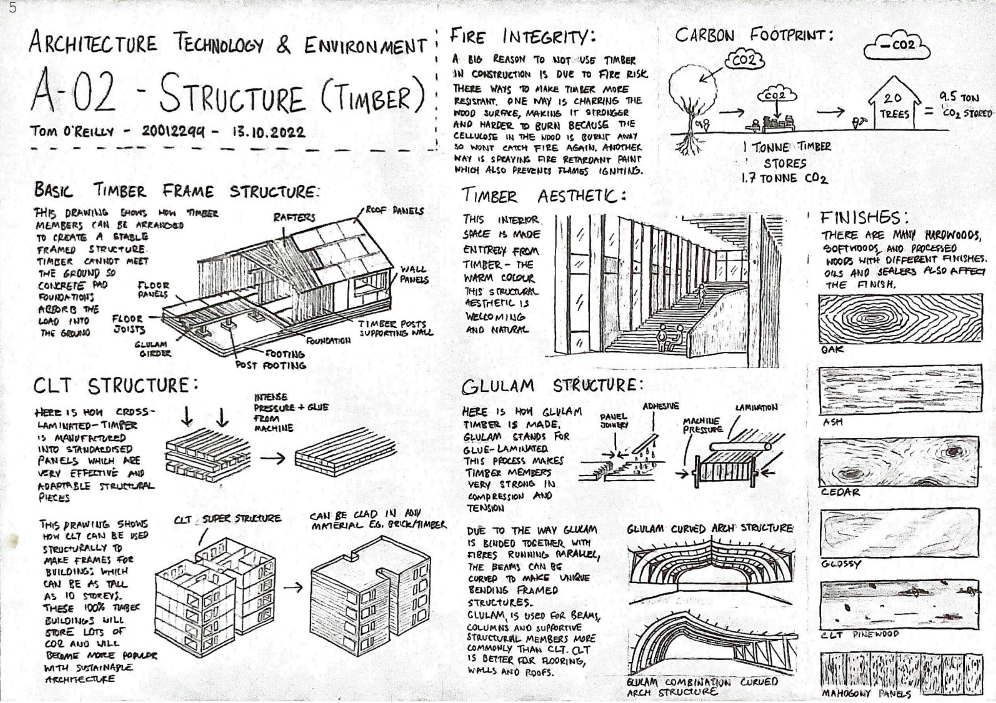 5
ARCHITECTURE TECHNOLOGY & ENVIRONMENT
A-02 - STRUCTURE (TIMBER)
TOM O'REILLY - 20012299 - 13.10.2022
FIRE INTEGRITY:
A BIG REASON TO NOT USE TIMBER
IN CONSTRUCTION IS DUE TO FIRE RISK.
THERE WAYS TO MAKE TIMBER MORE
RESISTANT. ONE WAY IS CHARRING THE
WOOD SURFACE, MAKING IT STRONGER
AND HARDER TO BURN BECAUSE THE
CELLULOSE IN THE WOOD IS BURNT AWAY
SO WONT CATCH FIRE AGAIN. ANOTHER
WAY IS SPRAYING FIRE RETARDANT PAINT
WHICH ALSO PREVENTS FLAMES IGNITING.
CARBON FOOTPRINT:
CO2
CO2
-CO2
20
TREES
= 9.5 TON
CO2 STORED
1 TONNE TIMBER
STORES
1.7 TONNE CO2
BASIC TIMBER FRAME STRUCTURE:
THIS DRAWING SHOWS HOW TIMBER
MEMBERS CAN BE ARRANGED
TO CREATE A STABLE
FRAMED STRUCTURE.
TIMBER CANNOT MEET
THE GROUND SO
CONCRETE PAD
FOUNDATIONS
ABSORB THE
LOAD INTO
THE GROUND
RAFTERS
ROOF PANELS
WALL
PANELS
FLOOR
PANELS
FLOOR
JOISTS
GLULAM
GIRDER
FOOTING
POST FOOTING
FOUNDATION
TIMBER POSTS
SUPPORTING WALL
TIMBER AESTHETIC:
THIS INTERIOR
SPACE IS MADE
ENTIRELY FROM
TIMBER - THE
WARM COLOUR
THIS STRUCTURAL
AESTHETIC IS
WELCOMING
AND NATURAL
FINISHES:
THERE ARE MANY HARDWOODS,
SOFTWOODS, AND PROCESSED
WOODS WITH DIFFERENT FINISHES.
OILS AND SEALERS ALSO AFFECT
THE FINISH.
OAK
ASH
CEDAR
GLOSSY
CLT PINEWOOD
MAHOGONY PANELS
CLT STRUCTURE:
HERE IS HOW CROSS-
LAMINATED-TIMBER
IS MANUFACTURED
INTO STANDARDISED
PANELS WHICH ARE
VERY EFFECTIVE AND
ADAPTABLE STRUCTURAL
PIECES
INTENSE
PRESSURE + GLUE
FROM
MACHINE
THIS DRAWING SHOWS
HOW CLT CAN BE USED
STRUCTURALLY TO
MAKE FRAMES FOR
BUILDINGS WHICH
CAN BE AS TALL
AS 10 STOREYS.
THESE 100% TIMBER
BUILDINGS WILL
STORE LOTS OF
CO2 AND WILL
BECOME MORE POPULAR
WITH SUSTAINABLE
ARCHITECTURE
CLT SUPER STRUCTURE
CAN BE CLAD IN ANY
MATERIAL EG. BRICK/TIMBER
GLULAM STRUCTURE:
HERE IS HOW GLULAM
TIMBER IS MADE,
GLULAM STANDS FOR
GLUE-LAMINATED.
THIS PROCESS MAKES
TIMBER MEMBERS
VERY STRONG IN
COMPRESSION AND
TENSION
PANEL
JOINERY
ADHESIVE
MACHINE
PRESSURE
LAMINATION
DUE TO THE WAY GLULAM
IS BINDED TOGETHER WITH
FIBRES RUNNING PARALLEL,
THE BEAMS CAN BE
CURVED TO MAKE UNIQUE
BENDING FRAMED
STRUCTURES.
GLULAM IS USED FOR BEAMS,
COLUMNS AND SUPPORTIVE
STRUCTURAL MEMBERS MORE
COMMONLY THAN CLT. CLT
IS BETTER FOR FLOORING,
WALLS AND ROOFS.
GLULAM CURVED ARCH STRUCTURE
GLULAM COMBINATION CURVED
ARCH STRUCTURE